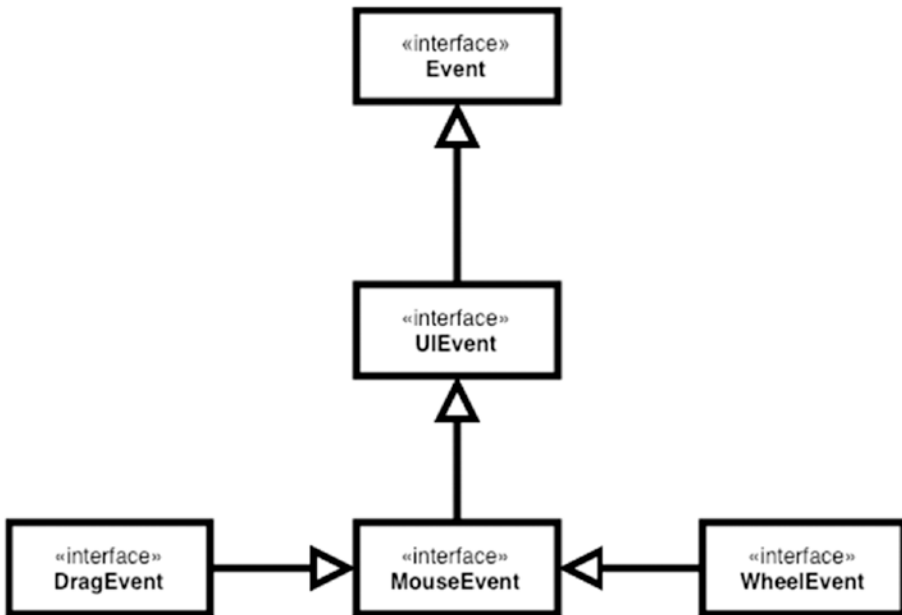 «interface»
Event
«interface»
UIEvent
«interface»
DragEvent
«interface»
MouseEvent
«interface»
WheelEvent